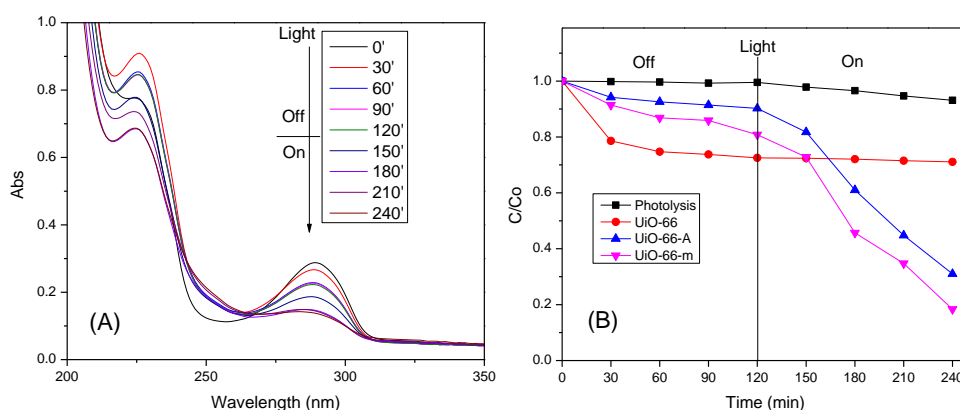 1.0
0.8
0.6
0.4
0.2
0.0
Abs
200
250
300
350
Wavelength (nm)
(A)
Light
Off
On
0'
30'
60'
90'
120'
150'
180'
210'
240'
Light
Off
On
1.0
0.8
0.6
0.4
0.2
0.0
C/Co
Photolysis
UiO-66
UiO-66-A
UiO-66-m
(B)
0
30
60
90
120
150
180
210
240
Time (min)